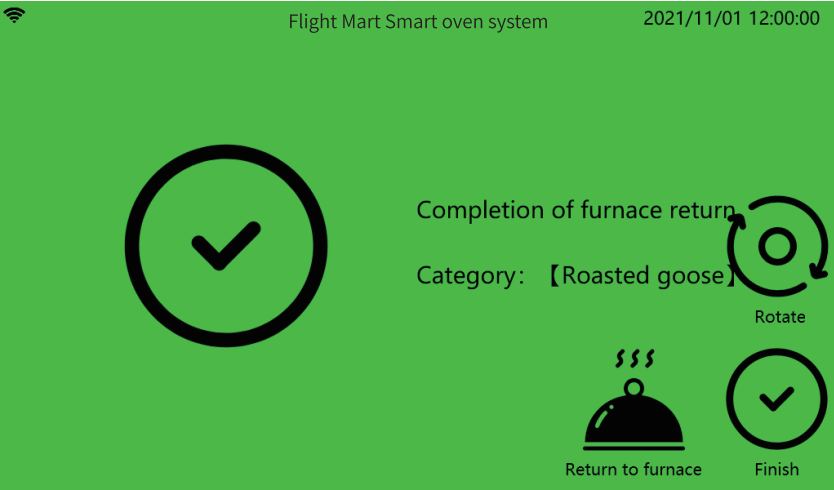 Flight Mart Smart oven system
2021/11/01 12:00:00
Completion of furnace return
Category：【Roasted goose】
Rotate
Return to furnace
Finish